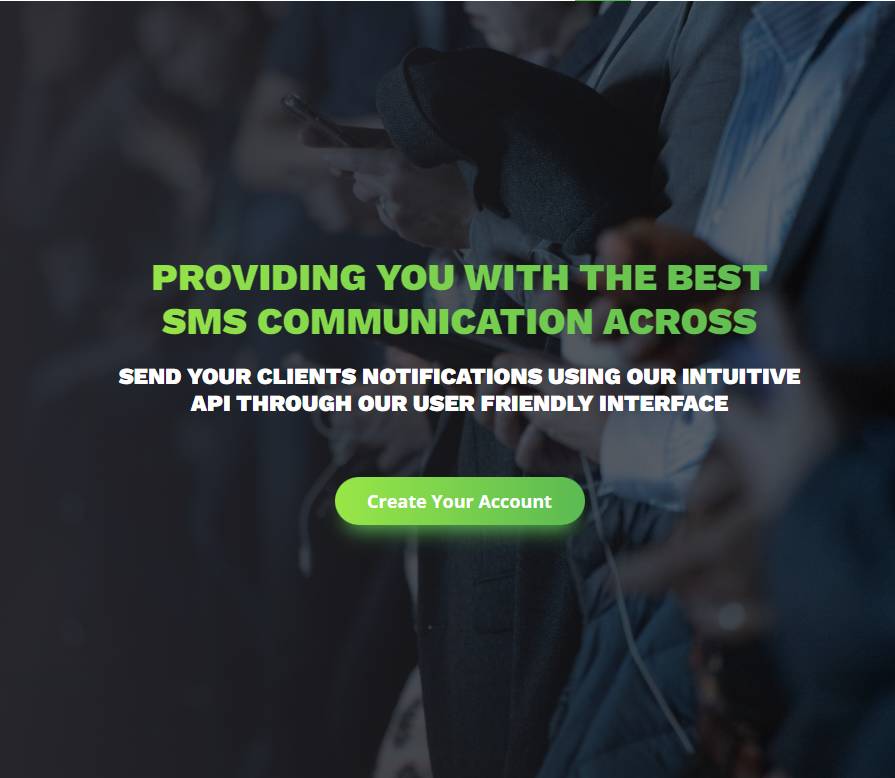 PROVIDING YOU WITH THE BEST
SMS COMMUNICATION ACROSS
SEND YOUR CLIENTS NOTIFICATIONS USING OUR INTUITIVE
API THROUGH OUR USER FRIENDLY INTERFACE
Create Your Account